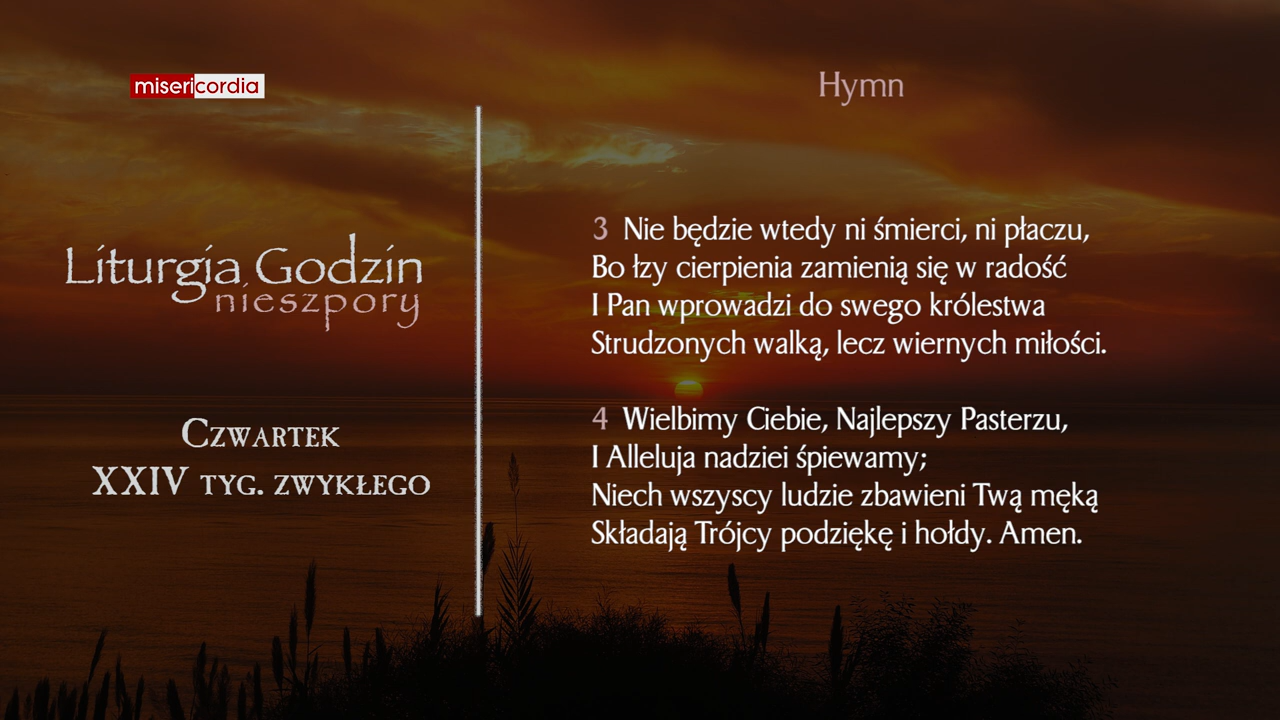 misericordia
Liturgia Godzin
nieszpory
Czwartek
XXIV tyg. zwykłego
Hymn
3 Nie będzie wtedy ni śmierci, ni płaczu,
Bo łzy cierpienia zamienią się w radość
I Pan wprowadzi do swego królestwa
Strudzonych walką, lecz wiernych miłości.
4 Wielbimy Ciebie, Najlepszy Pasterzu,
I Alleluja nadziei śpiewamy;
Niech wszyscy ludzie zbawieni Twą męką
Składają Trójcy podziękę i hołdy. Amen.